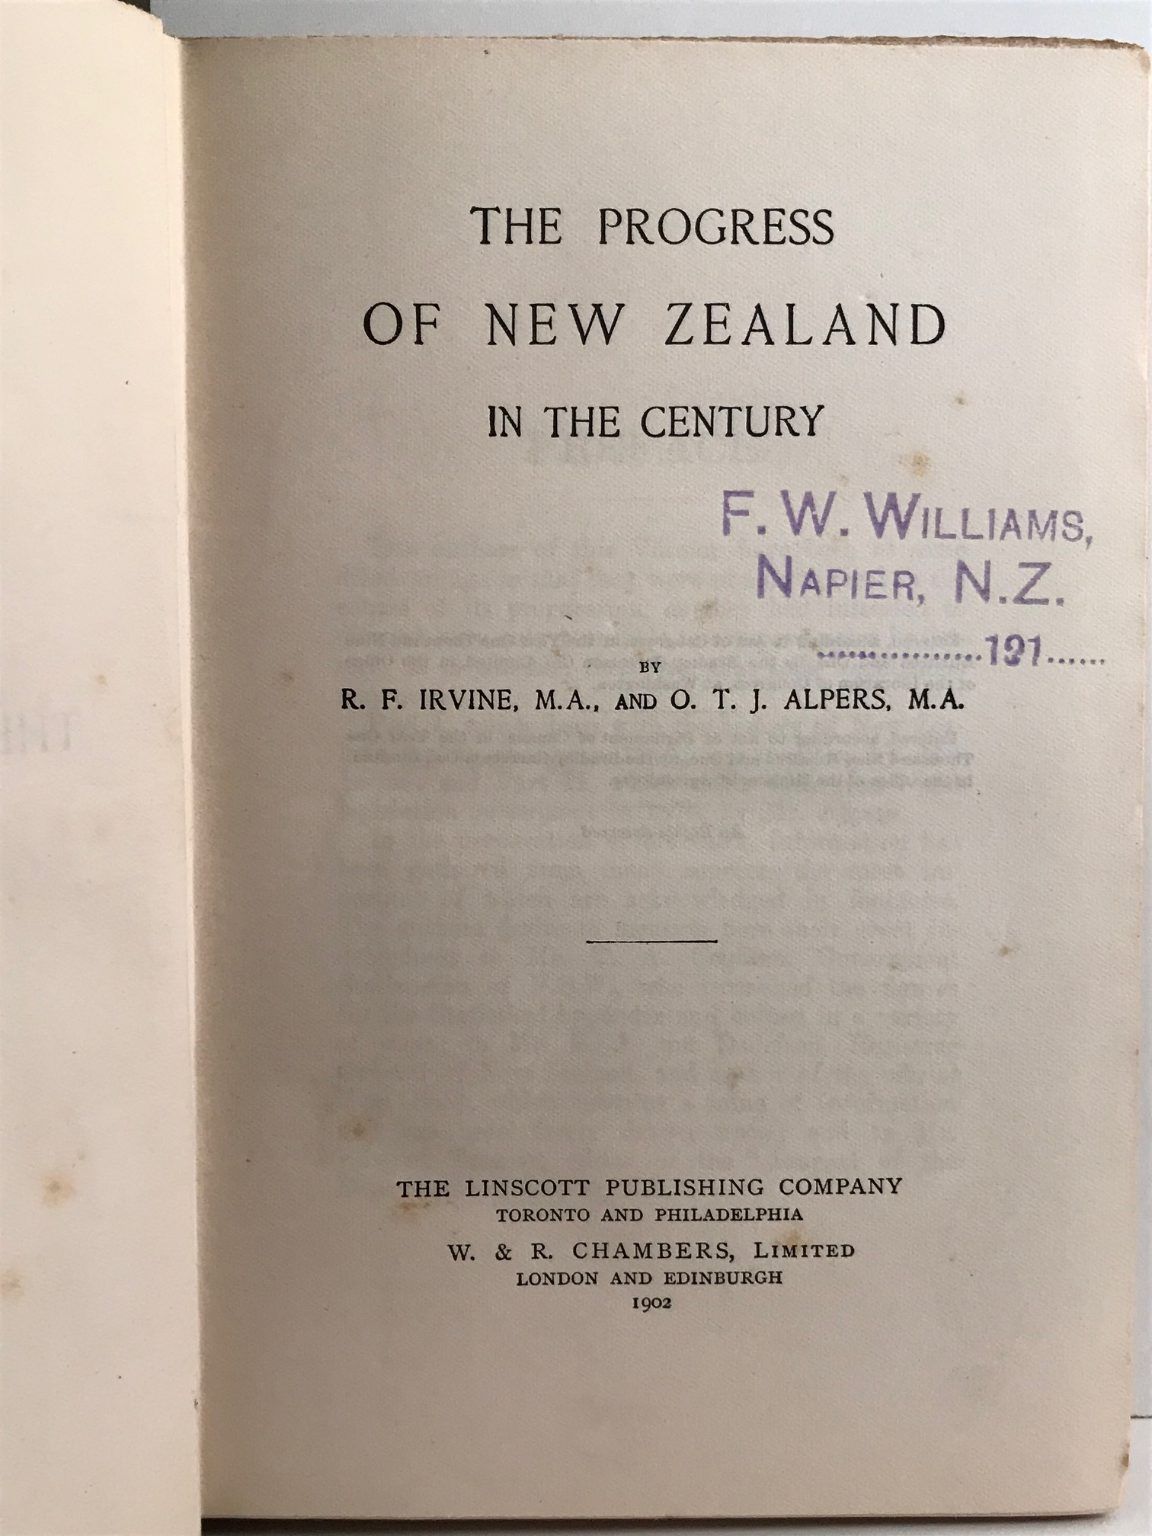 THE PROGRESS
OF NEW ZEALAND
IN THE CENTURY
F. W. WILLIAMS,
NAPIER, N.Z.
................191......
BY
R. F. IRVINE, M.A., AND O. T. J. ALPERS, M.A.
THE LINSCOTT PUBLISHING COMPANY
TORONTO AND PHILADELPHIA
W. & R. CHAMBERS, LIMITED
LONDON AND EDINBURGH
1902